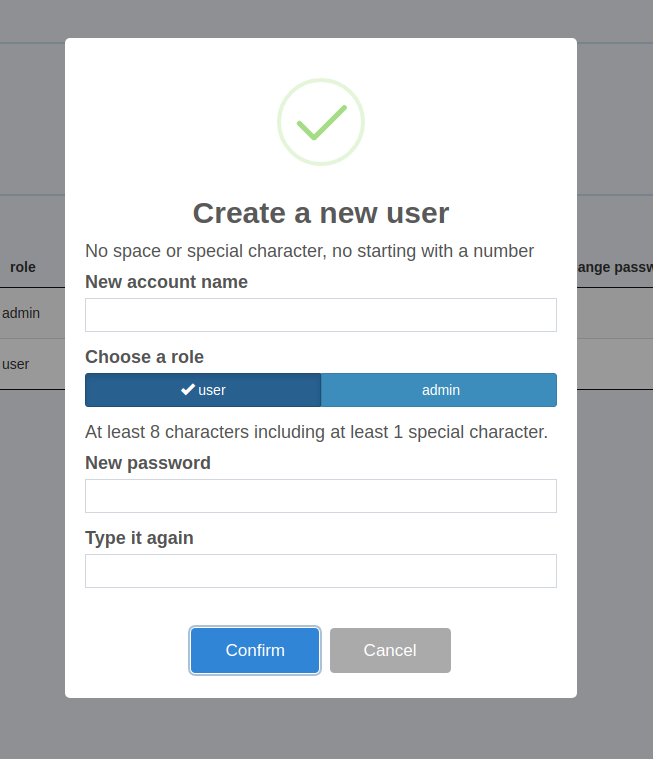 Create a new user
No space or special character, no starting with a number
New account name
Choose a role
user admin
At least 8 characters including at least 1 special character.
New password
Type it again
Confirm Cancel
role
admin
user
ange passw